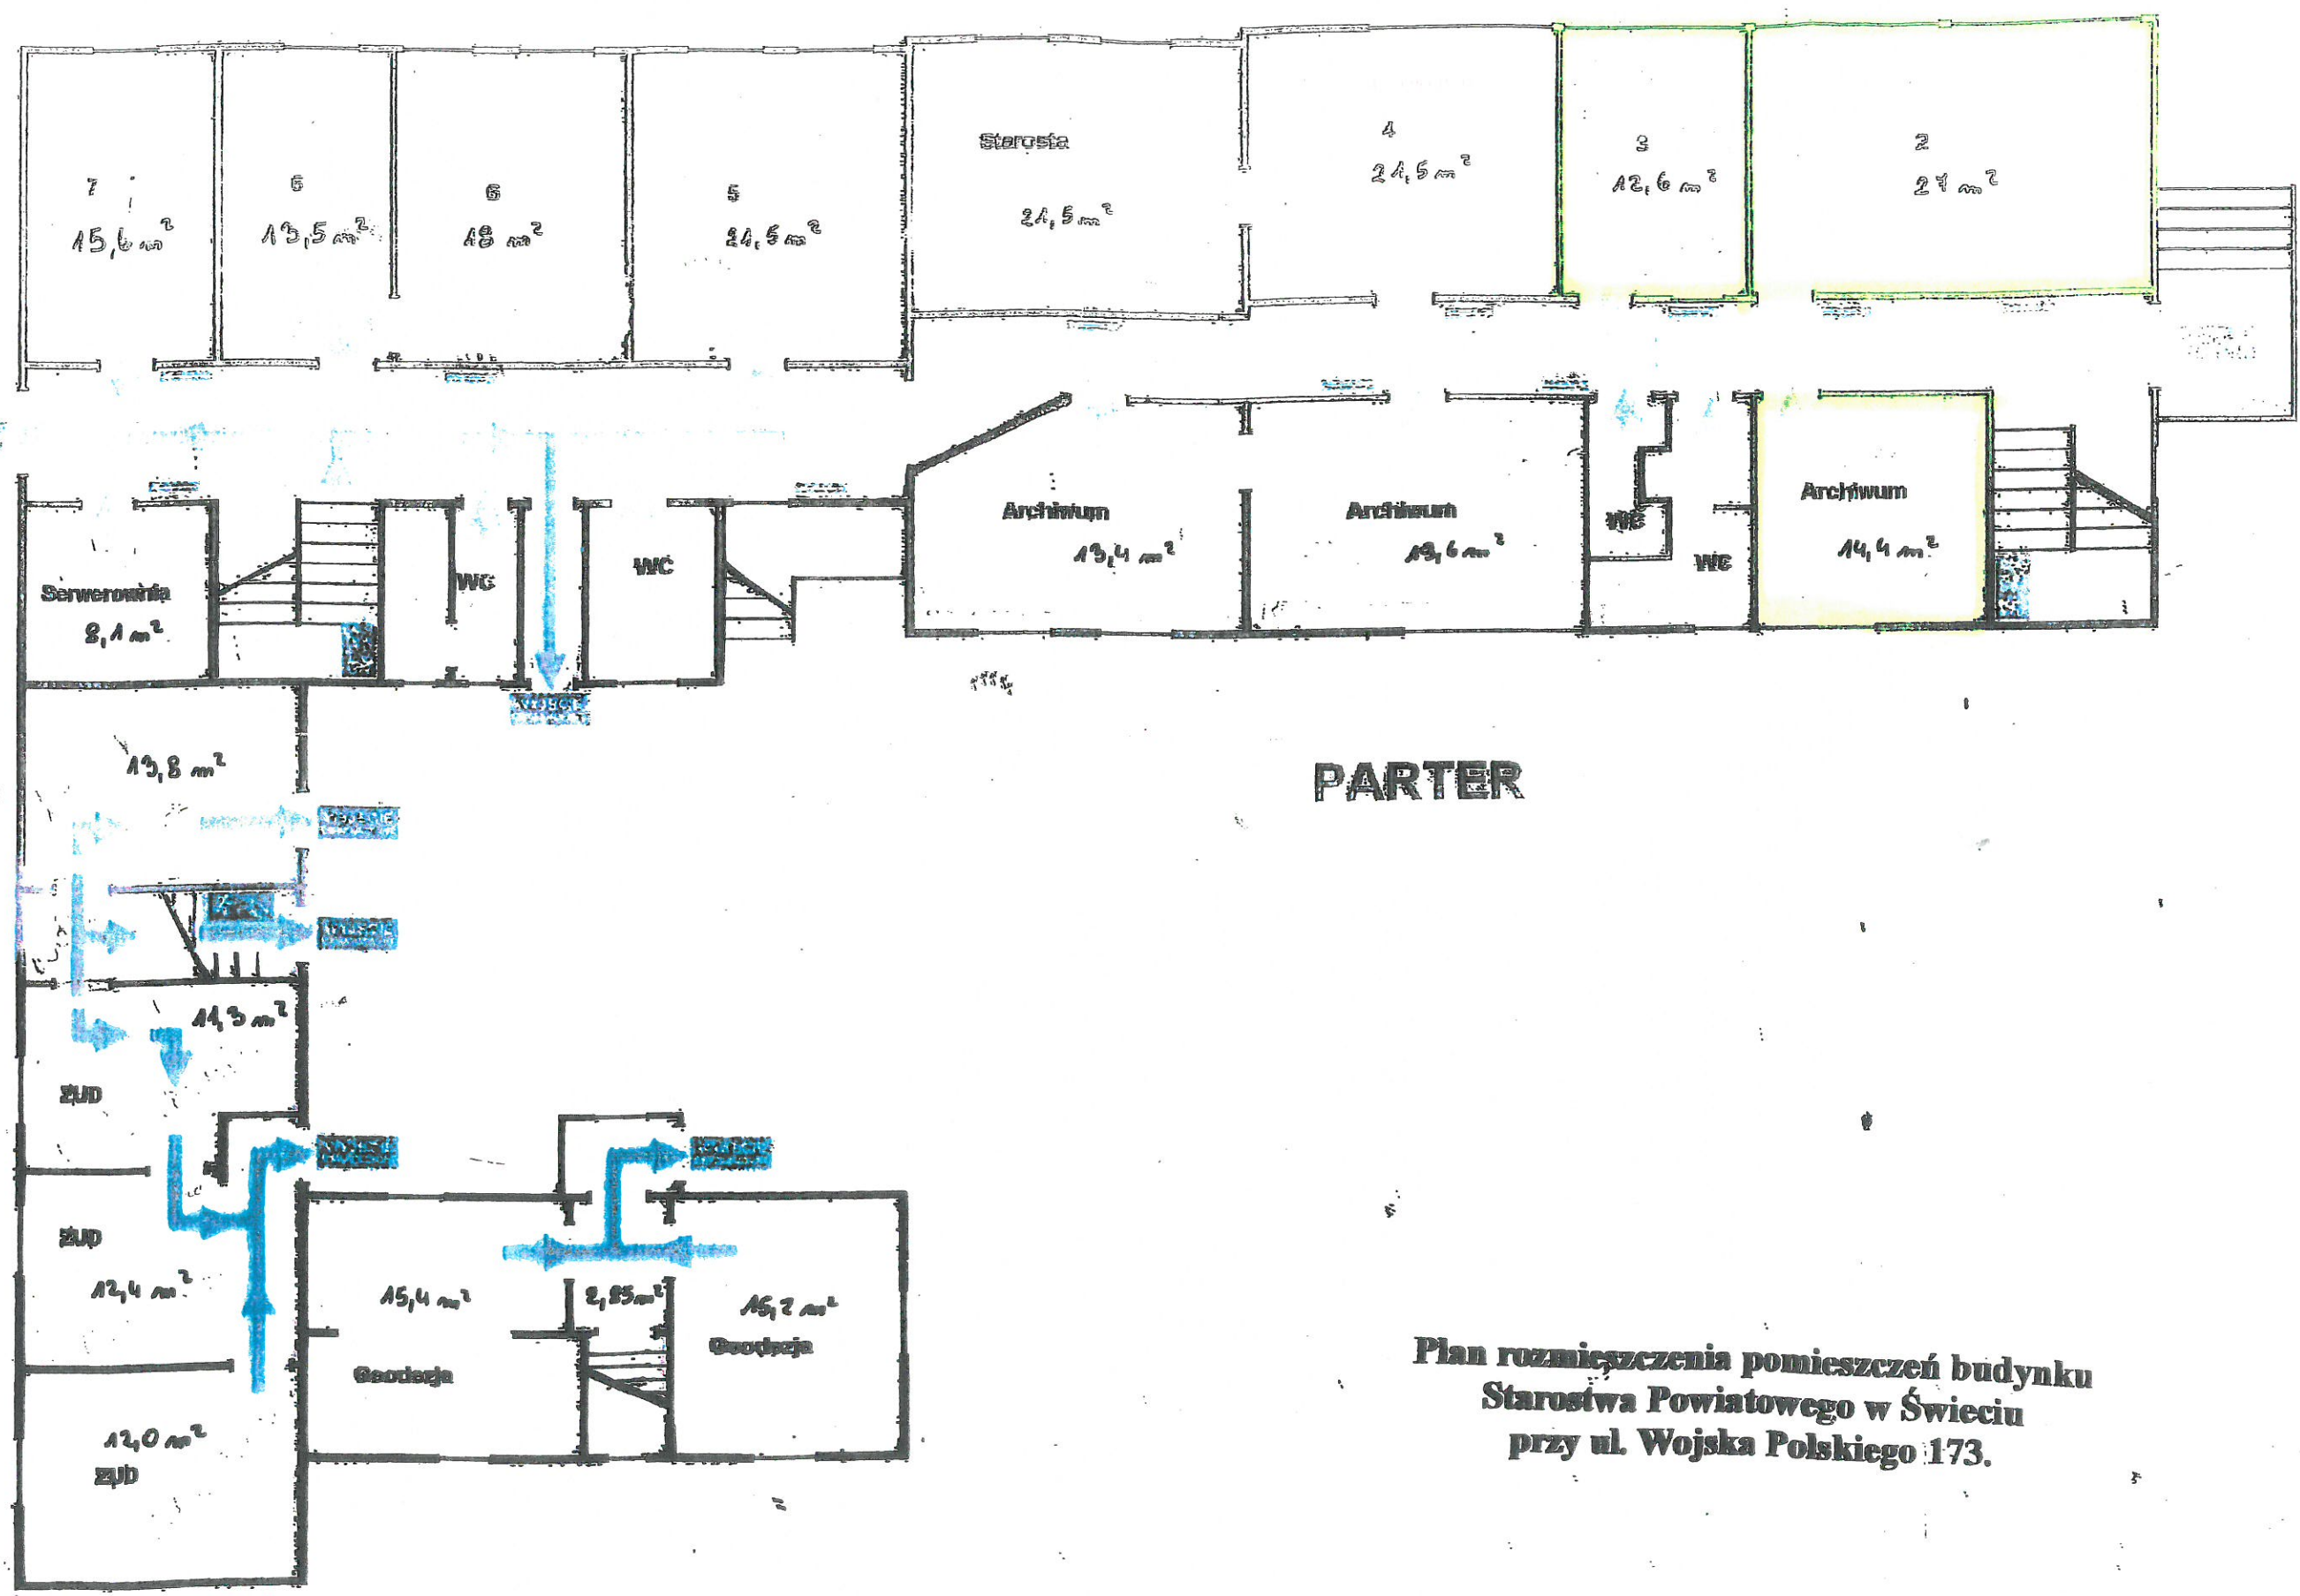 7
15,6 m²
6
13,5 m²
6
18 m²
5
21,5 m²
Starosta
21,5 m²
4
21,5 m²
3
12,6 m²
2
27 m²
Serwerownia
8,1 m²
WC
WC
Archiwum
13,4 m²
Archiwum
19,6 m²
WC
WC
Archiwum
14,4 m²
13,8 m²
PARTER
11,3 m²
ZUD
ZUD
12,4 m²
12,0 m²
ZUD
15,4 m²
Geodezja
2,85 m²
15,2 m²
Geodezja
Plan rozmieszczenia pomieszczeń budynku
Starostwa Powiatowego w Świeciu
przy ul. Wojska Polskiego 173.